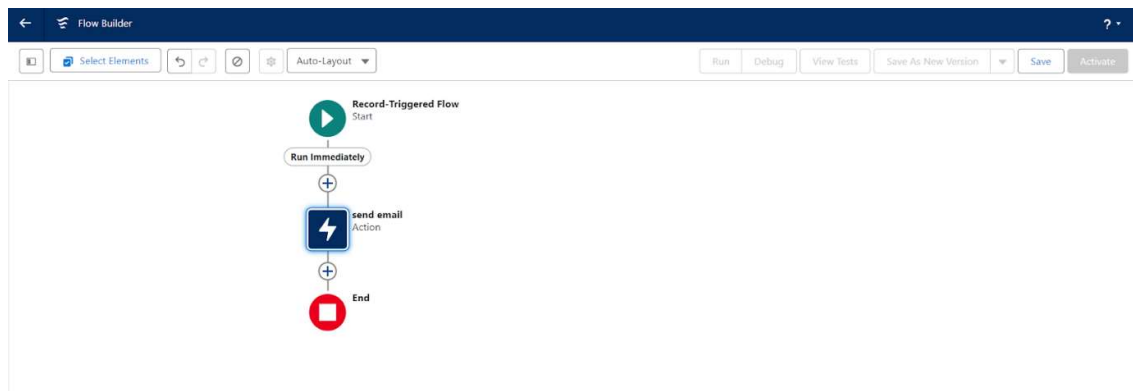 Flow Builder
?
Select Elements
Auto-Layout
Run
Debug
View Tests
Save As New Version
Save
Activate
Record-Triggered Flow
Start
Run Immediately
send email
Action
End